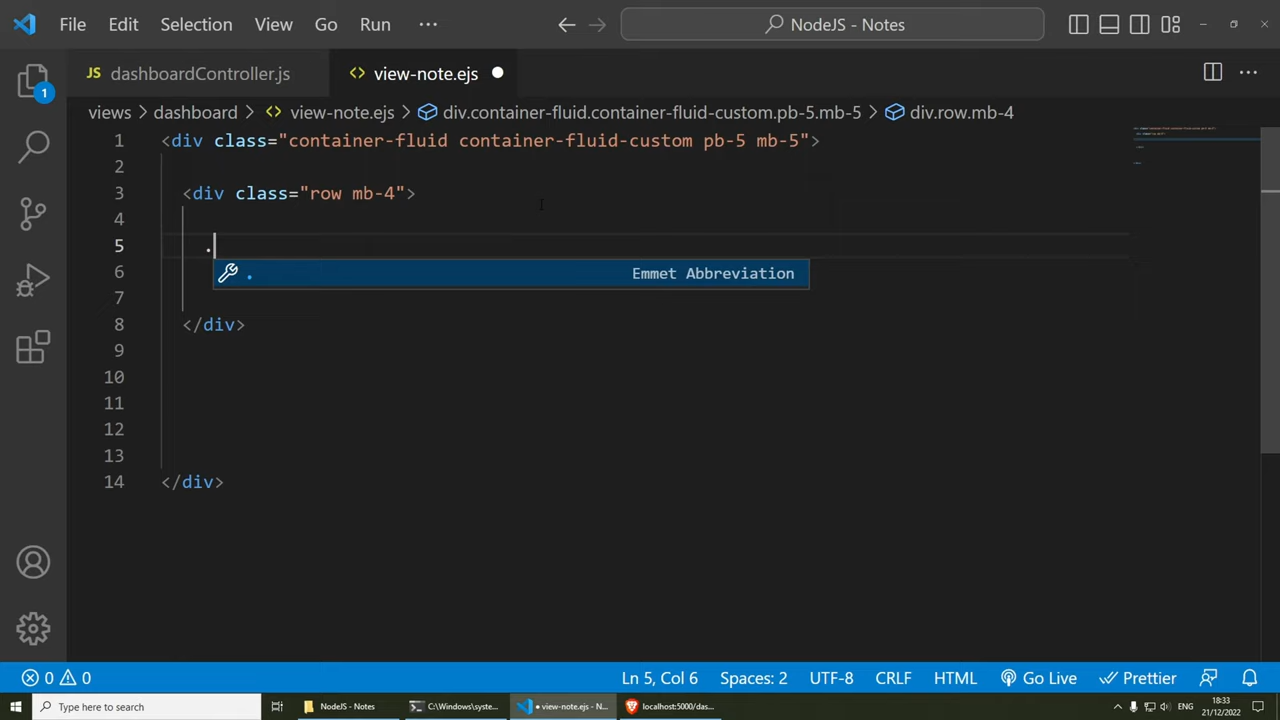 File Edit Selection View Go Run ··· NodeJS - Notes
JS dashboardController.js <> view-note.ejs
views > dashboard > <> view-note.ejs > div.container-fluid.container-fluid-custom.pb-5.mb-5 > div.row.mb-4
1 <div class="container-fluid container-fluid-custom pb-5 mb-5">
2
3 <div class="row mb-4">
4
5 .
. Emmet Abbreviation
6
7
8 </div>
9
10
11
12
13
14 </div>
1
0 0 Ln 5, Col 6 Spaces: 2 UTF-8 CRLF HTML Go Live Prettier
Type here to search NodeJS - Notes C:\Windows\syste... ● view-note.ejs - N... localhost:5000/das... ENG 18:33
21/12/2022